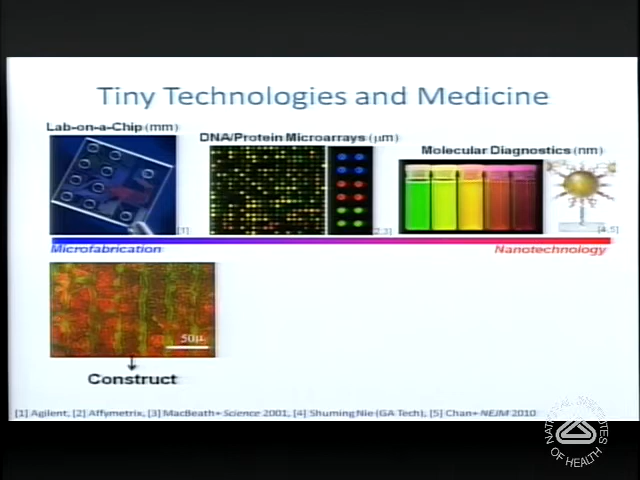 Tiny Technologies and Medicine
Lab-on-a-Chip (mm)
DNA/Protein Microarrays (μm)
Molecular Diagnostics (nm)
[1]
[2,3]
[4,5]
Microfabrication
Nanotechnology
50μ
Construct
[1] Agilent, [2] Affymetrix, [3] MacBeath+ Science 2001, [4] Shuming Nie (GA Tech), [5] Chan+ NEJM 2010
NATIONAL INSTITUTES OF HEALTH